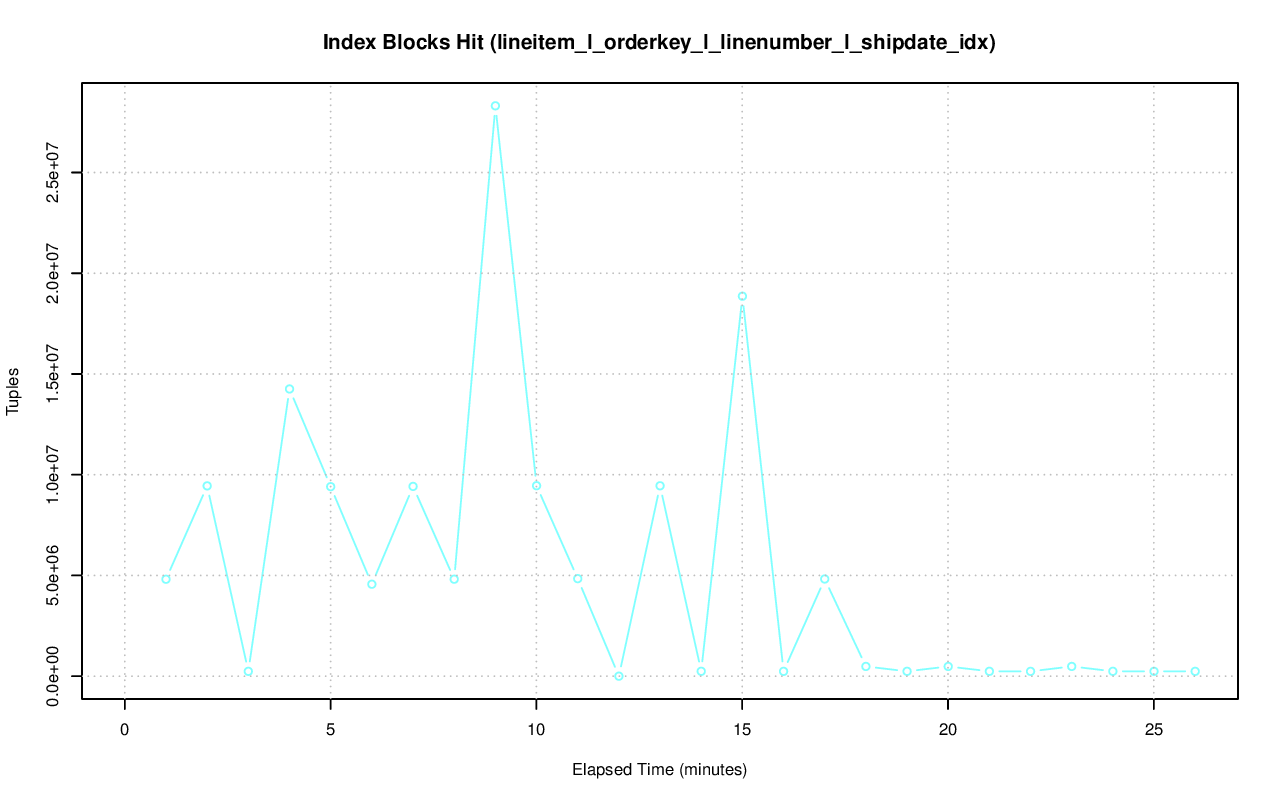 Index Blocks Hit (lineitem_l_orderkey_l_linenumber_l_shipdate_idx)
Tuples
2.5e+07
2.0e+07
1.5e+07
1.0e+07
5.0e+06
0.0e+00
0 5 10 15 20 25
Elapsed Time (minutes)